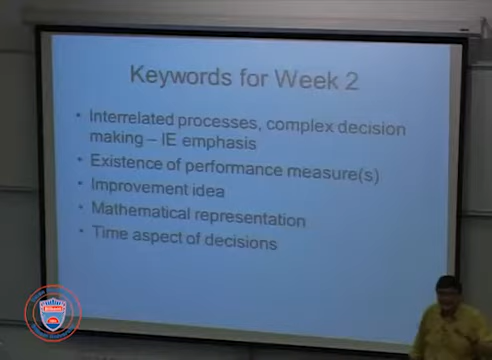 Keywords for Week 2
• Interrelated processes, complex decision
making – IE emphasis
• Existence of performance measure(s)
• Improvement idea
• Mathematical representation
• Time aspect of decisions